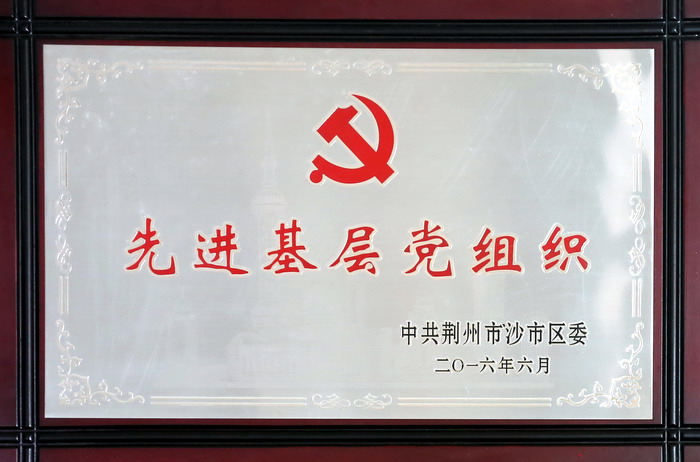 先进基层党组织
中共荆州市沙市区委
二〇一六年六月